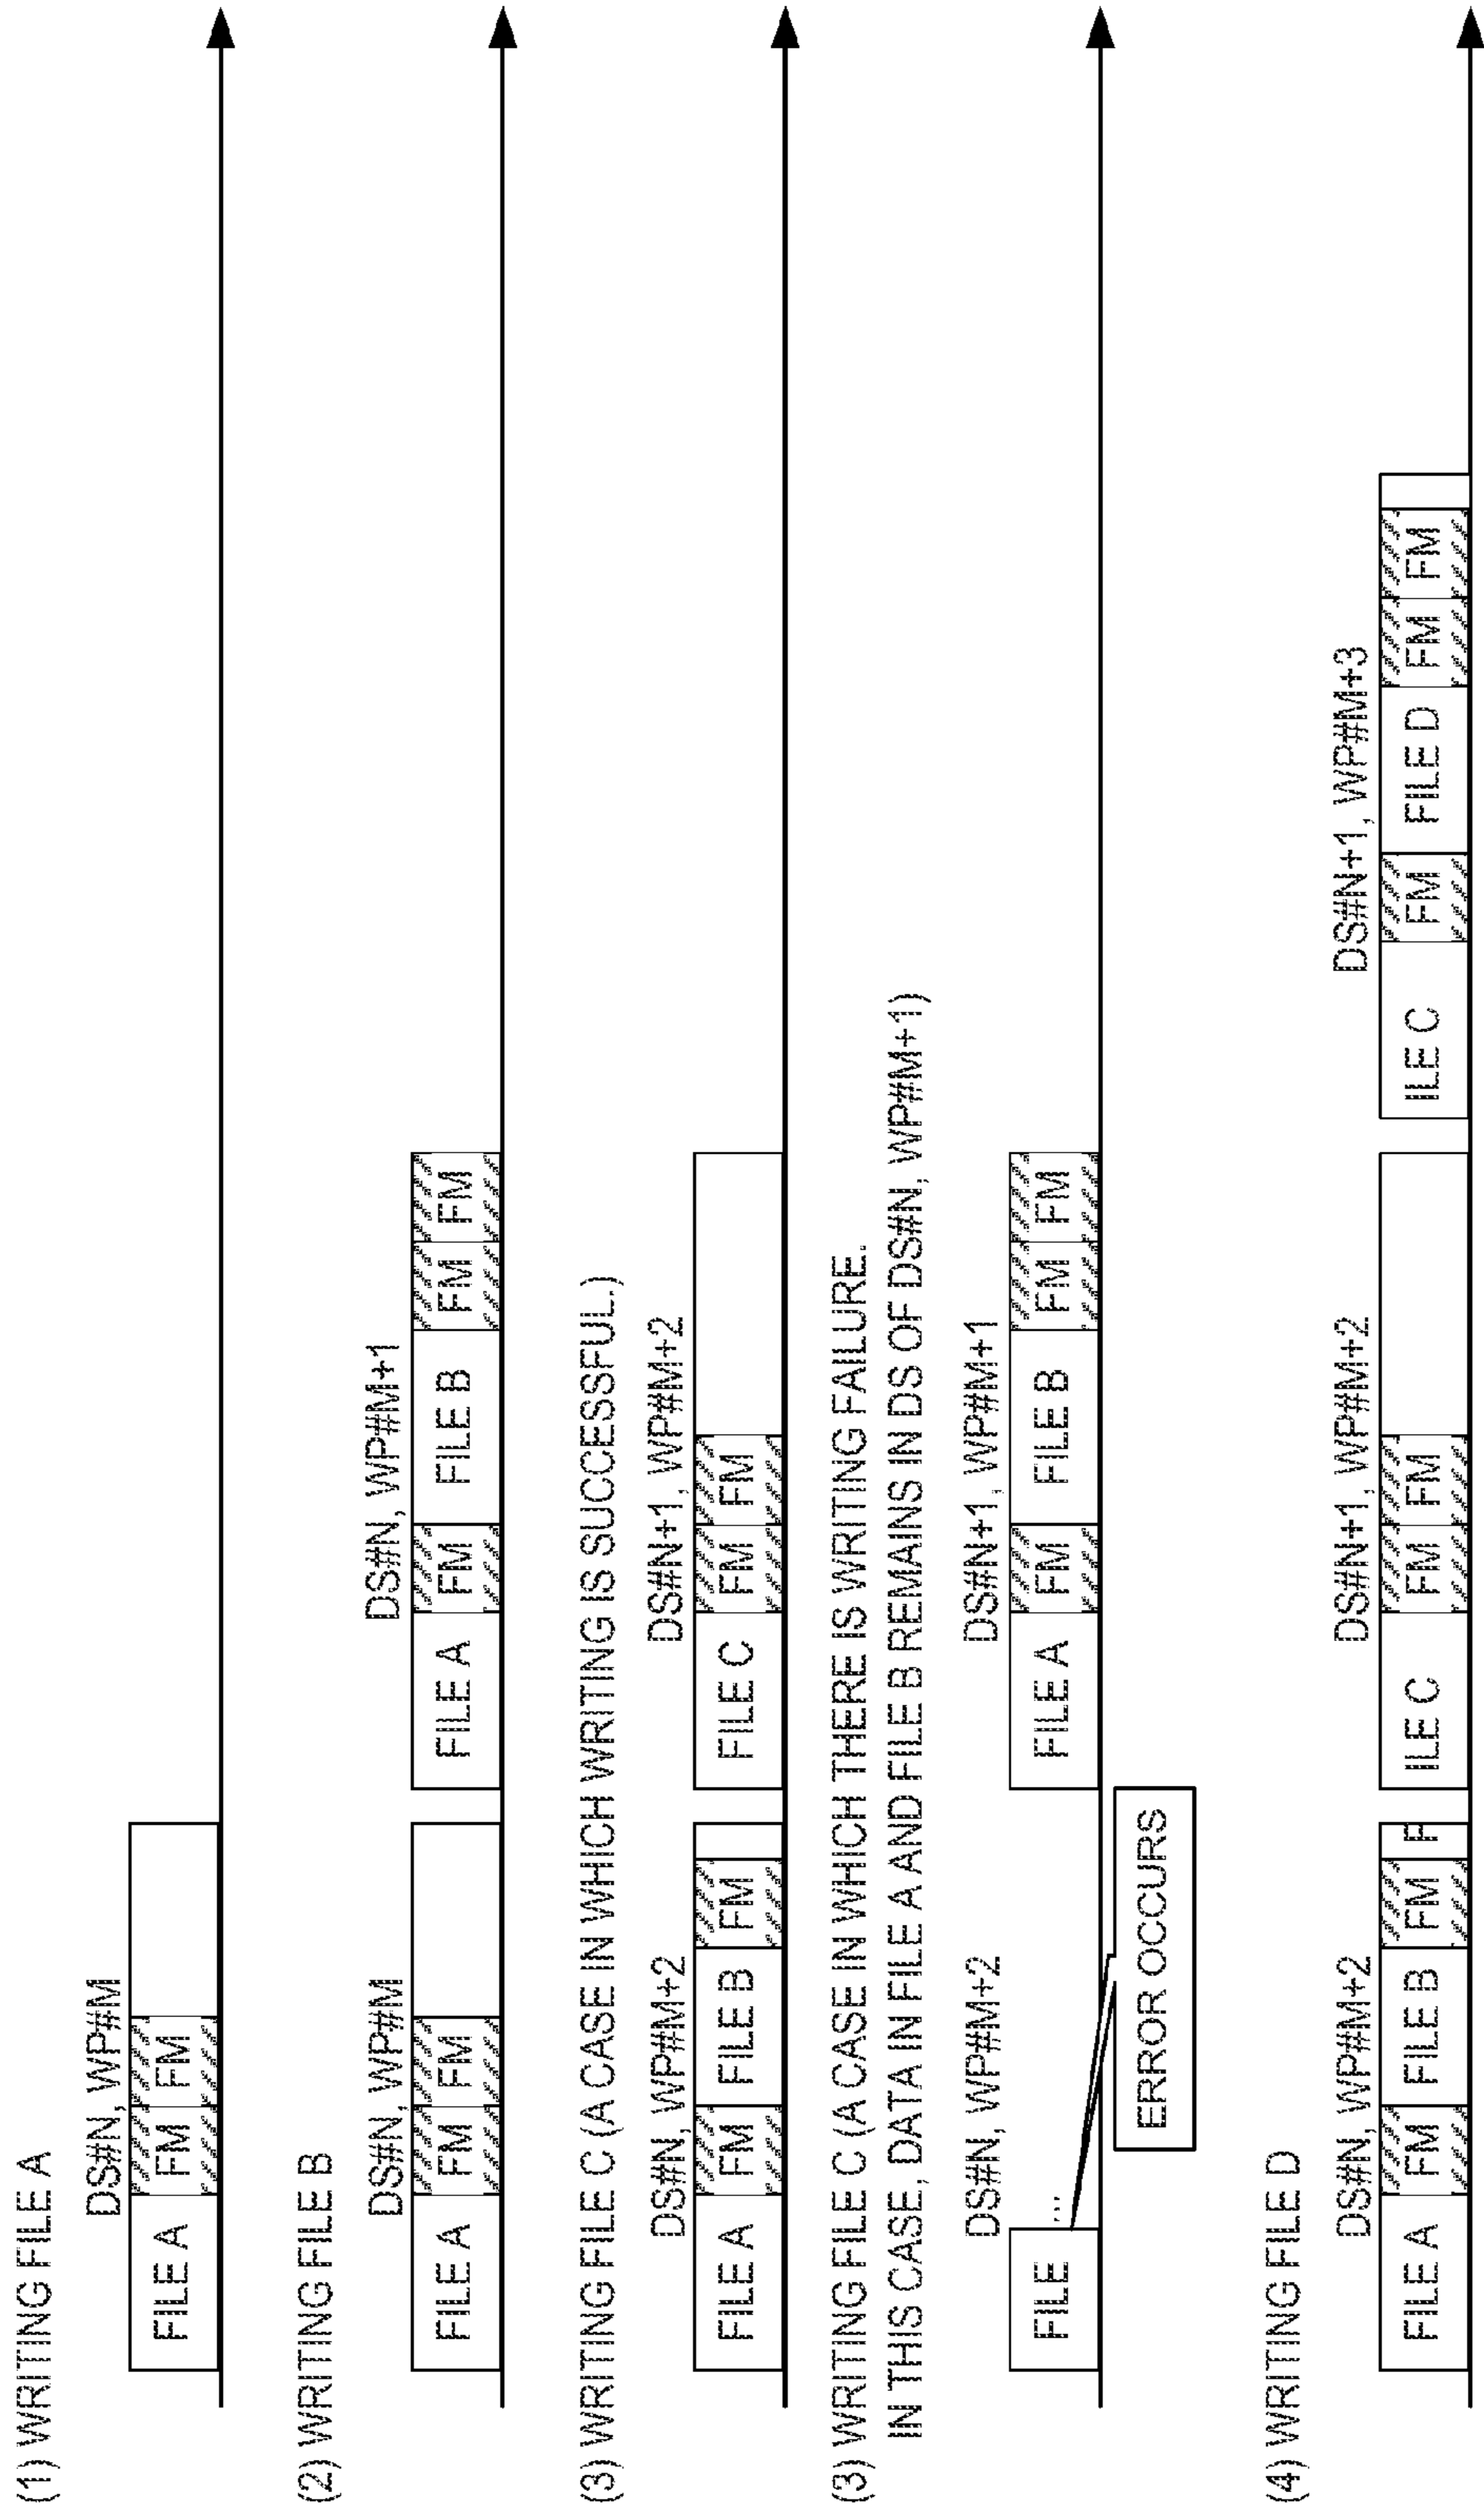 (1) WRITING FILE A
DS#N, WP#M
FILE A FM FM
(2) WRITING FILE B
DS#N, WP#M DS#N, WP#M+1
FILE A FM FM FILE A FM FILE B FM FM
(3) WRITING FILE C (A CASE IN WHICH WRITING IS SUCCESSFUL.)
DS#N, WP#M+2 DS#N+1, WP#M+2
FILE A FM FILE B FM FILE C FM FM
(3) WRITING FILE C (A CASE IN WHICH THERE IS WRITING FAILURE.
IN THIS CASE, DATA IN FILE A AND FILE B REMAINS IN DS OF DS#N, WP#M+1)
DS#N, WP#M+2 DS#N+1, WP#M+1
FILE ... FILE A FM FILE B FM FM
ERROR OCCURS
(4) WRITING FILE D
DS#N, WP#M+2 DS#N+1, WP#M+2 DS#N+1, WP#M+3
FILE A FM FILE B FM F ILE C FM FM ILE C FM FILE D FM FM